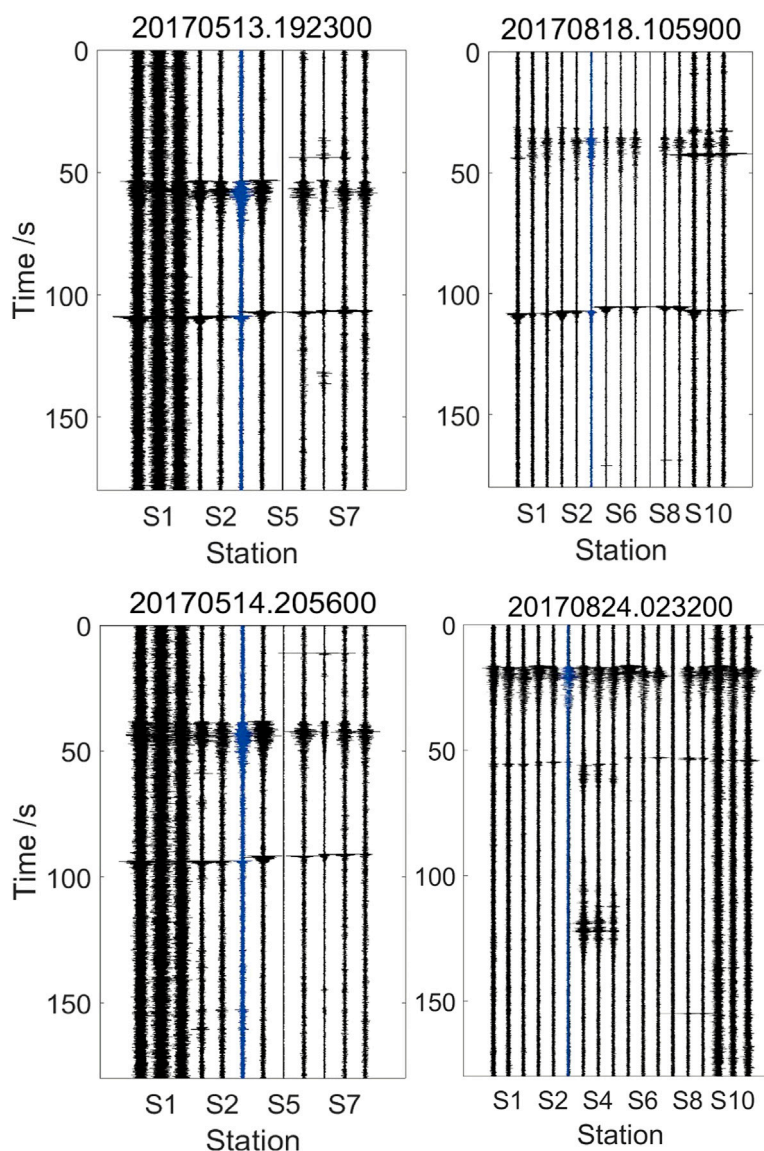 20170513.192300
0
50
100
150
Time /s
S1 S2 S5 S7
Station
20170818.105900
0
50
100
150
S1 S2 S6 S8 S10
Station
20170514.205600
0
50
100
150
Time /s
S1 S2 S5 S7
Station
20170824.023200
0
50
100
150
S1 S2 S4 S6 S8 S10
Station